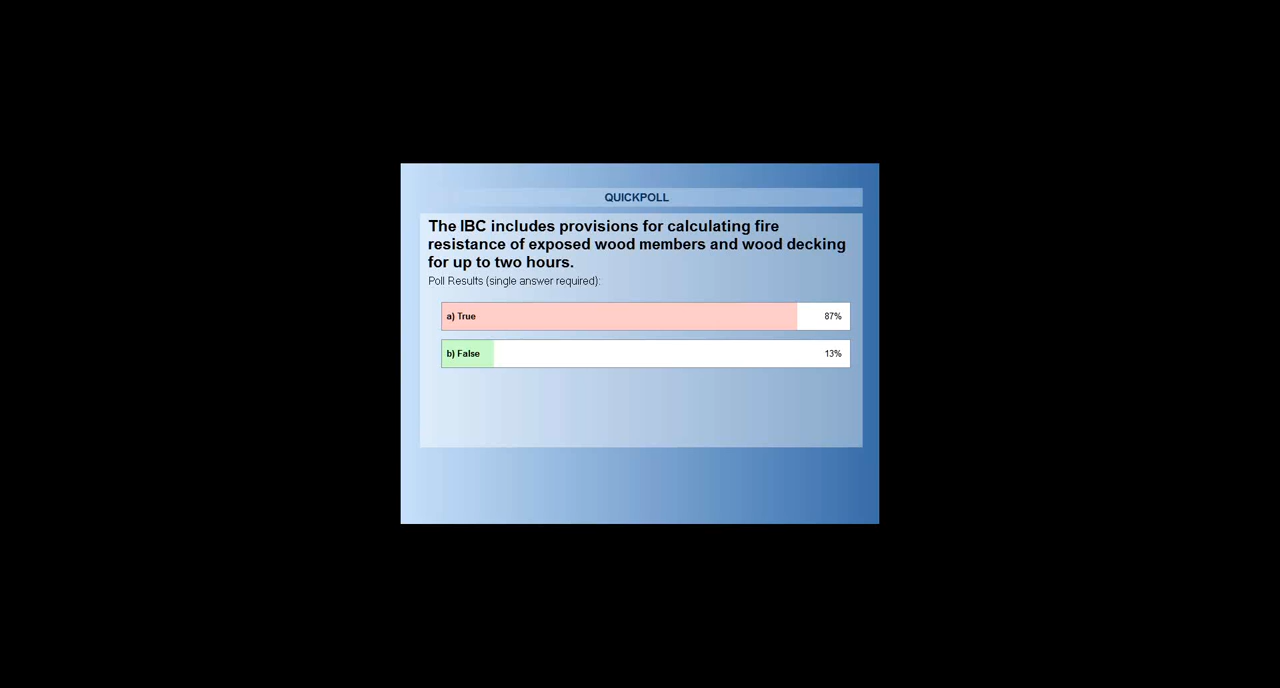 QUICKPOLL
The IBC includes provisions for calculating fire
resistance of exposed wood members and wood decking
for up to two hours.
Poll Results (single answer required):
a) True 87%
b) False 13%